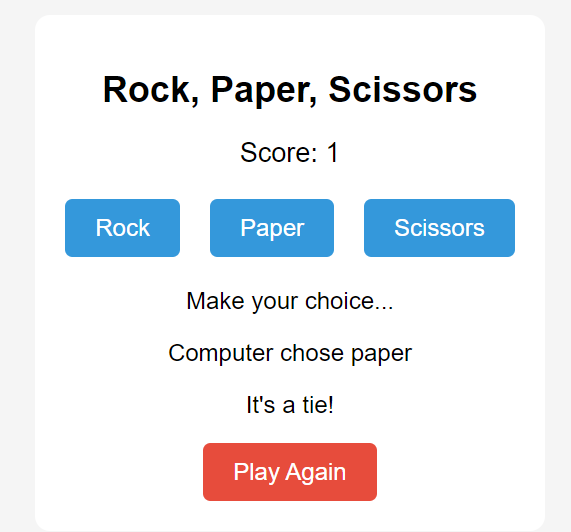 Rock, Paper, Scissors
Score: 1
Rock Paper Scissors
Make your choice...
Computer chose paper
It's a tie!
Play Again